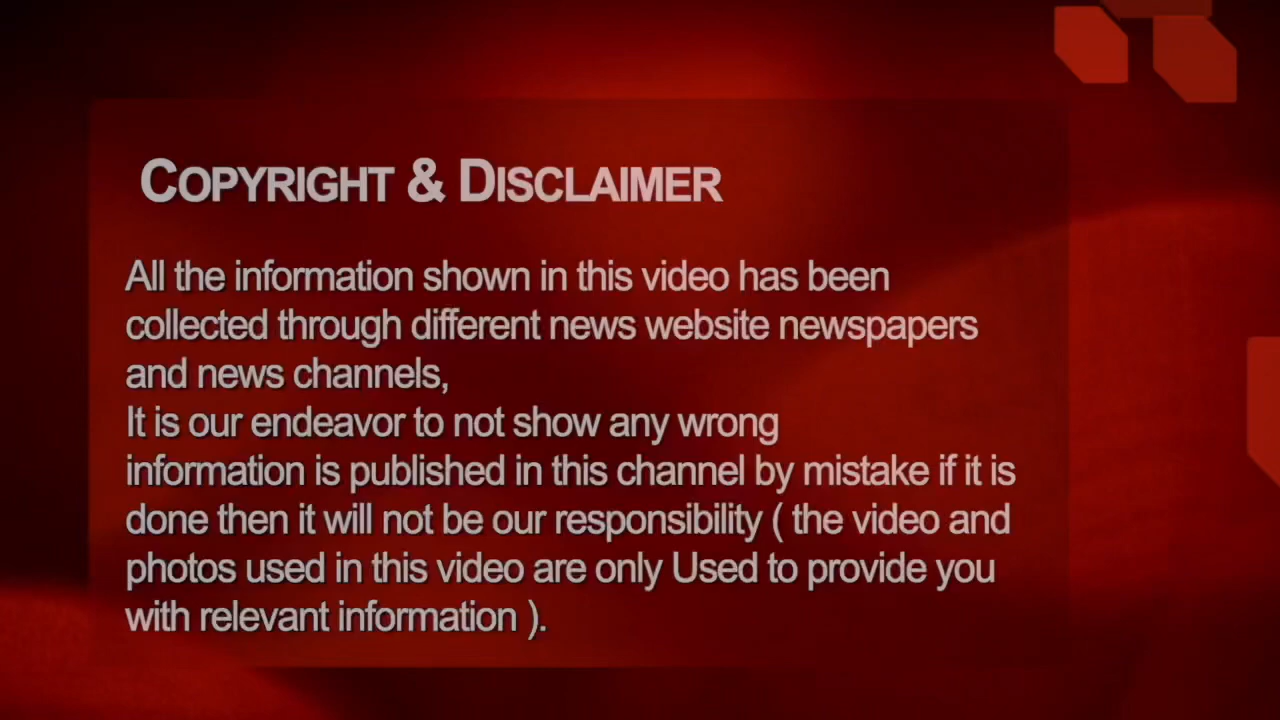 COPYRIGHT & DISCLAIMER
All the information shown in this video has been
collected through different news website newspapers
and news channels,
It is our endeavor to not show any wrong
information is published in this channel by mistake if it is
done then it will not be our responsibility ( the video and
photos used in this video are only Used to provide you
with relevant information ).